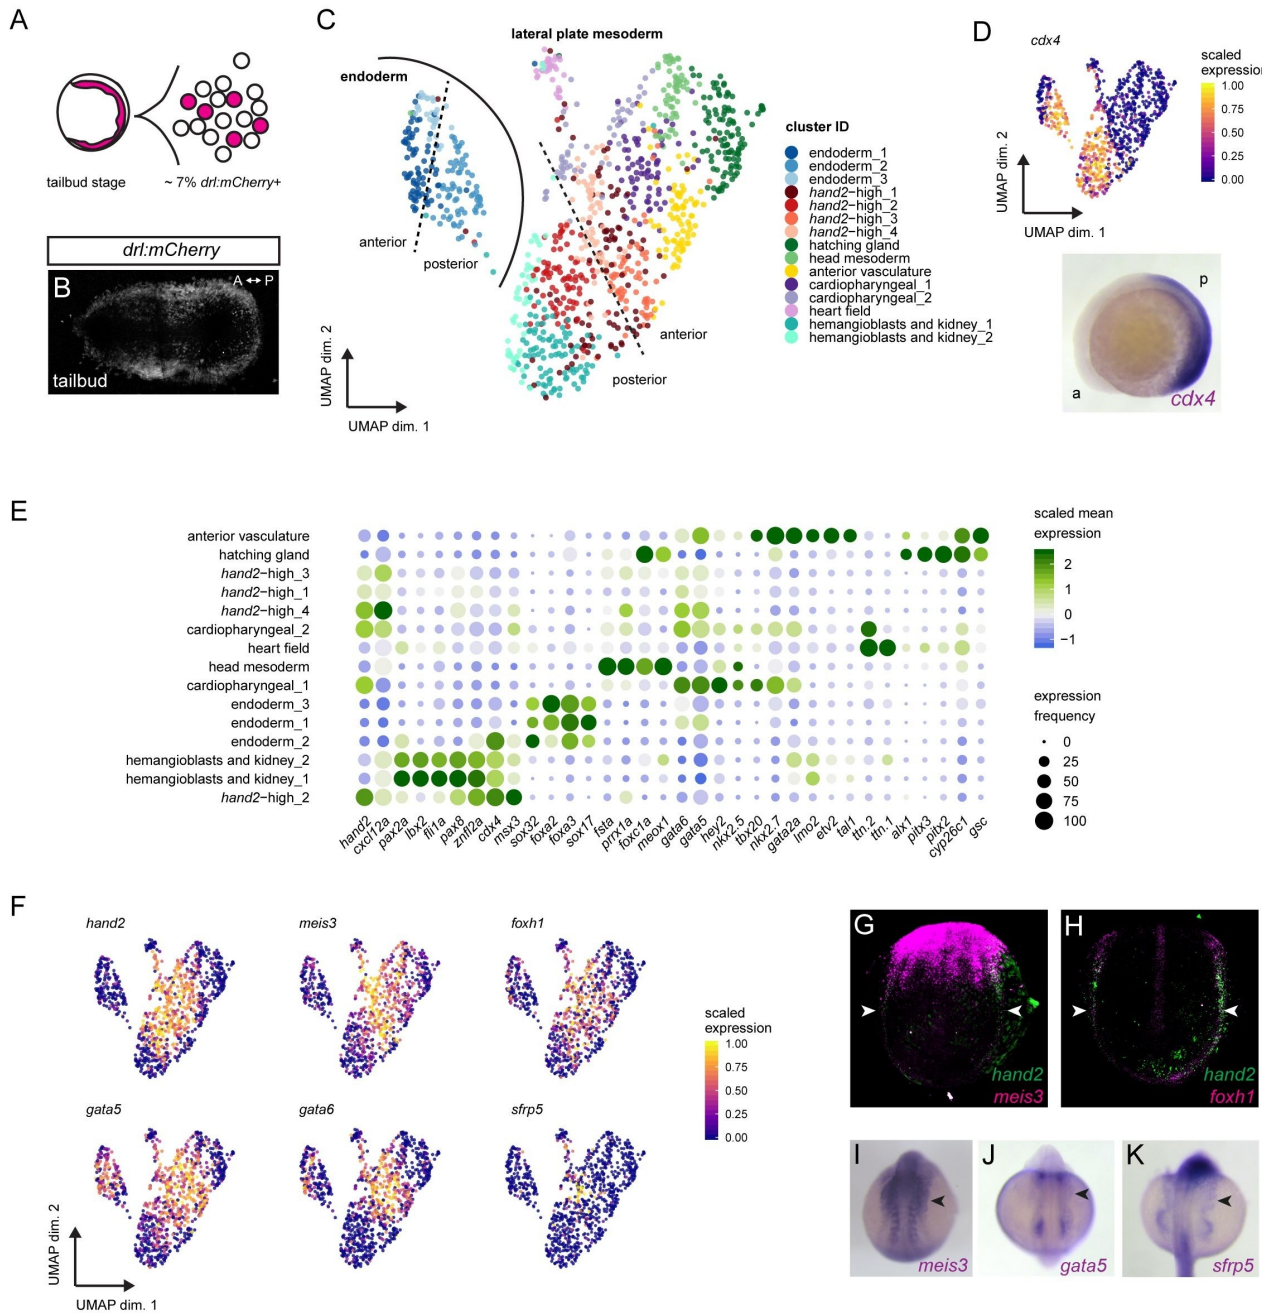 A
tailbud stage
~ 7% drl:mCherry+
drl:mCherry
B
A ↔ P
tailbud
C
lateral plate mesoderm
endoderm
anterior
posterior
anterior
posterior
UMAP dim. 2
UMAP dim. 1
cluster ID
endoderm_1
endoderm_2
endoderm_3
hand2-high_1
hand2-high_2
hand2-high_3
hand2-high_4
hatching gland
head mesoderm
anterior vasculature
cardiopharyngeal_1
cardiopharyngeal_2
heart field
hemangioblasts and kidney_1
hemangioblasts and kidney_2
D
cdx4
scaled
expression
1.00
0.75
0.50
0.25
0.00
UMAP dim. 2
UMAP dim. 1
p
a
cdx4
E
anterior vasculature
hatching gland
hand2−high_3
hand2−high_1
hand2−high_4
cardiopharyngeal_2
heart field
head mesoderm
cardiopharyngeal_1
endoderm_3
endoderm_1
endoderm_2
hemangioblasts and kidney_2
hemangioblasts and kidney_1
hand2−high_2
hand2
cxcl12a
pax2a
lbx2
fli1a
pax8
znfl2a
cdx4
msx3
sox32
foxa2
foxa3
sox17
fsta
prrx1a
foxc1a
meox1
gata6
gata5
hey2
nkx2.5
tbx20
nkx2.7
gata2a
lmo2
etv2
tal1
ttn.2
ttn.1
alx1
pitx3
pitx2
cyp26c1
gsc
scaled mean
expression
2
1
0
−1
expression
frequency
0
25
50
75
100
F
hand2
meis3
foxh1
gata5
gata6
sfrp5
scaled
expression
1.00
0.75
0.50
0.25
0.00
UMAP dim. 2
UMAP dim. 1
G
hand2
meis3
H
hand2
foxh1
I
meis3
J
gata5
K
sfrp5